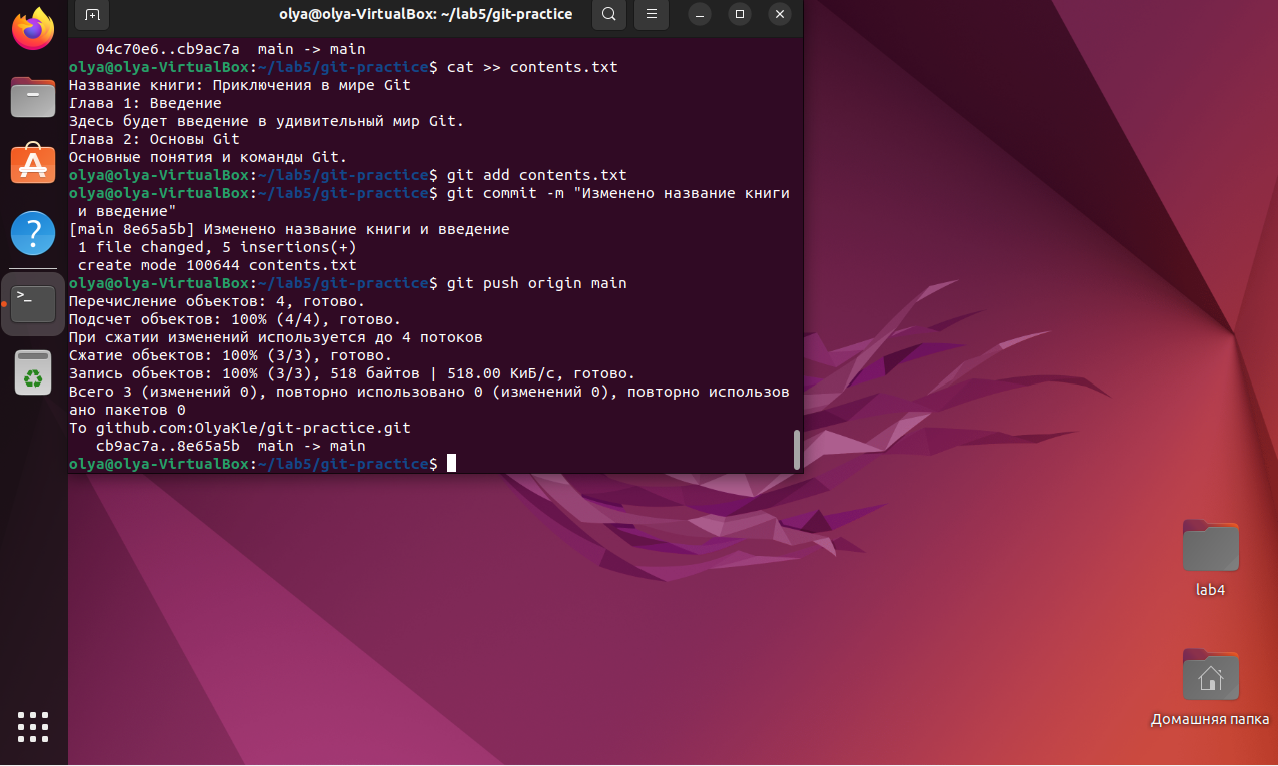 olya@olya-VirtualBox: ~/lab5/git-practice
04c70e6..cb9ac7a  main -> main
olya@olya-VirtualBox:~/lab5/git-practice$ cat >> contents.txt
Название книги: Приключения в мире Git
Глава 1: Введение
Здесь будет введение в удивительный мир Git.
Глава 2: Основы Git
Основные понятия и команды Git.
olya@olya-VirtualBox:~/lab5/git-practice$ git add contents.txt
olya@olya-VirtualBox:~/lab5/git-practice$ git commit -m "Изменено название книги
и введение"
[main 8e65a5b] Изменено название книги и введение
1 file changed, 5 insertions(+)
create mode 100644 contents.txt
olya@olya-VirtualBox:~/lab5/git-practice$ git push origin main
Перечисление объектов: 4, готово.
Подсчет объектов: 100% (4/4), готово.
При сжатии изменений используется до 4 потоков
Сжатие объектов: 100% (3/3), готово.
Запись объектов: 100% (3/3), 518 байтов | 518.00 КиБ/с, готово.
Всего 3 (изменений 0), повторно использовано 0 (изменений 0), повторно использов
ано пакетов 0
To github.com:OlyaKle/git-practice.git
cb9ac7a..8e65a5b  main -> main
olya@olya-VirtualBox:~/lab5/git-practice$
lab4
Домашняя папка